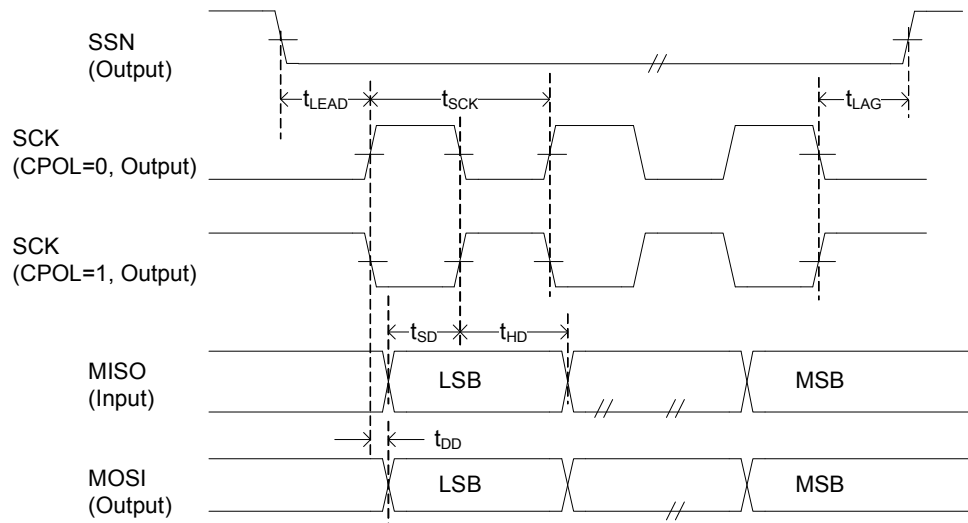 SSN
(Output)
tLEAD
tSCK
tLAG
SCK
(CPOL=0, Output)
SCK
(CPOL=1, Output)
tSD
tHD
MISO
(Input)
LSB
MSB
tDD
MOSI
(Output)
LSB
MSB